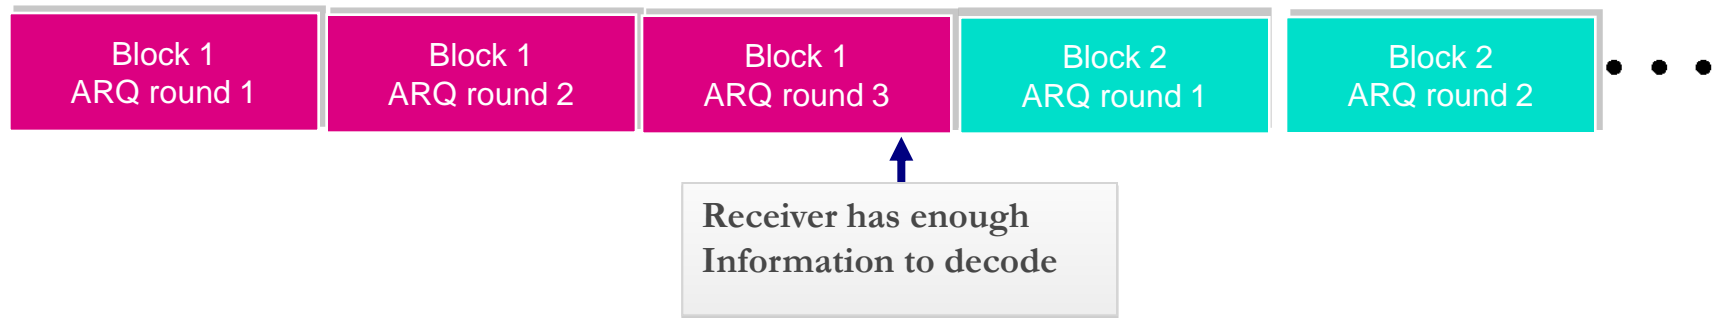 Block 1
ARQ round 1
Block 1
ARQ round 2
Block 1
ARQ round 3
Block 2
ARQ round 1
Block 2
ARQ round 2
Receiver has enough
Information to decode